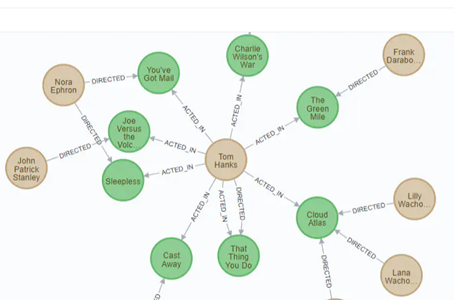 Charlie
Wilson's
War
Frank
Darabo...
You've
Got Mail
Nora
Ephron
DIRECTED
DIRECTED
The
Green
Mile
ACTED_IN
ACTED_IN
ACTED_IN
Joe
Versus
the
Volc...
DIRECTED
DIRECTED
ACTED_IN
John
Patrick
Stanley
Tom
Hanks
ACTED_IN
Sleepless
ACTED_IN
Lilly
Wacho...
ACTED_IN
ACTED_IN
DIRECTED
Cloud
Atlas
DIRECTED
DIRECTED
Cast
Away
That
Thing
You Do
DIRECTED
Lana
Wacho...